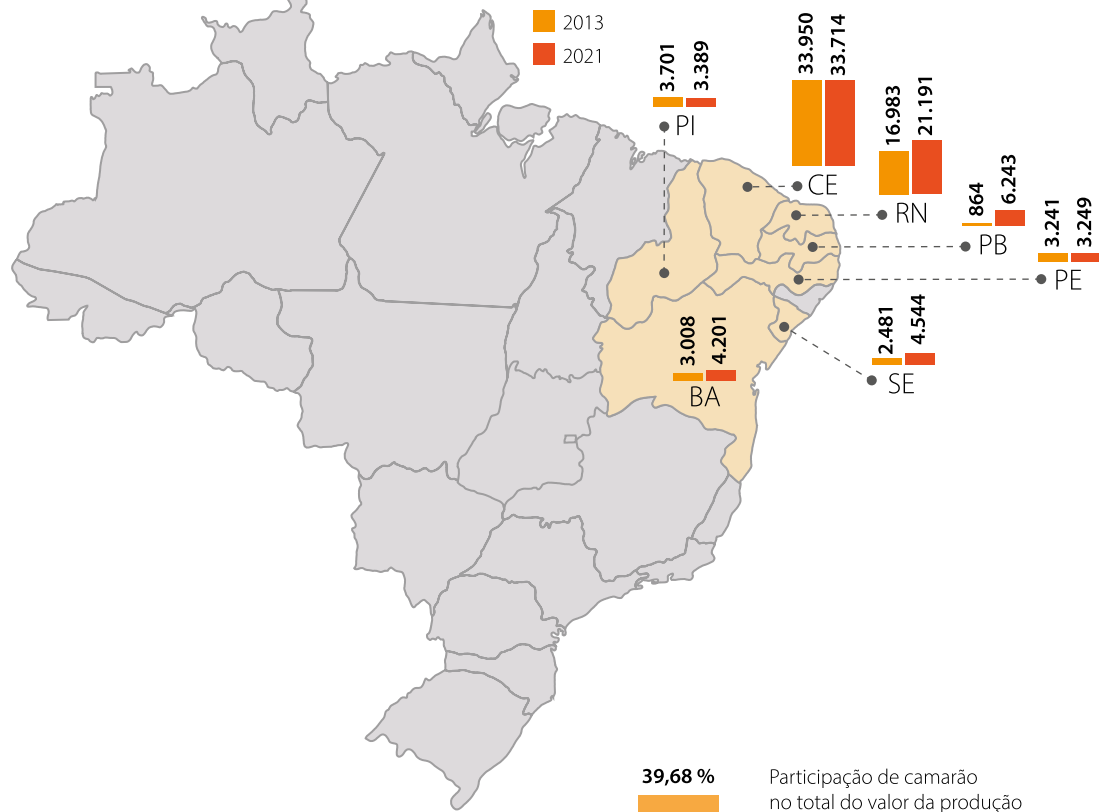 2013
2021
3.701
3.389
PI
33.950
33.714
CE
16.983
21.191
RN
864
6.243
PB
3.241
3.249
PE
2.481
4.544
SE
3.008
4.201
BA
39,68 %
Participação de camarão
no total do valor da produção